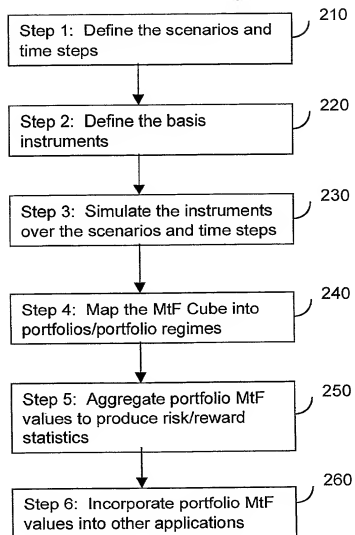 210
Step 1: Define the scenarios and
time steps
220
Step 2: Define the basis
instruments
230
Step 3: Simulate the instruments
over the scenarios and time steps
240
Step 4: Map the MtF Cube into
portfolios/portfolio regimes
250
Step 5: Aggregate portfolio MtF
values to produce risk/reward
statistics
260
Step 6: Incorporate portfolio MtF
values into other applications